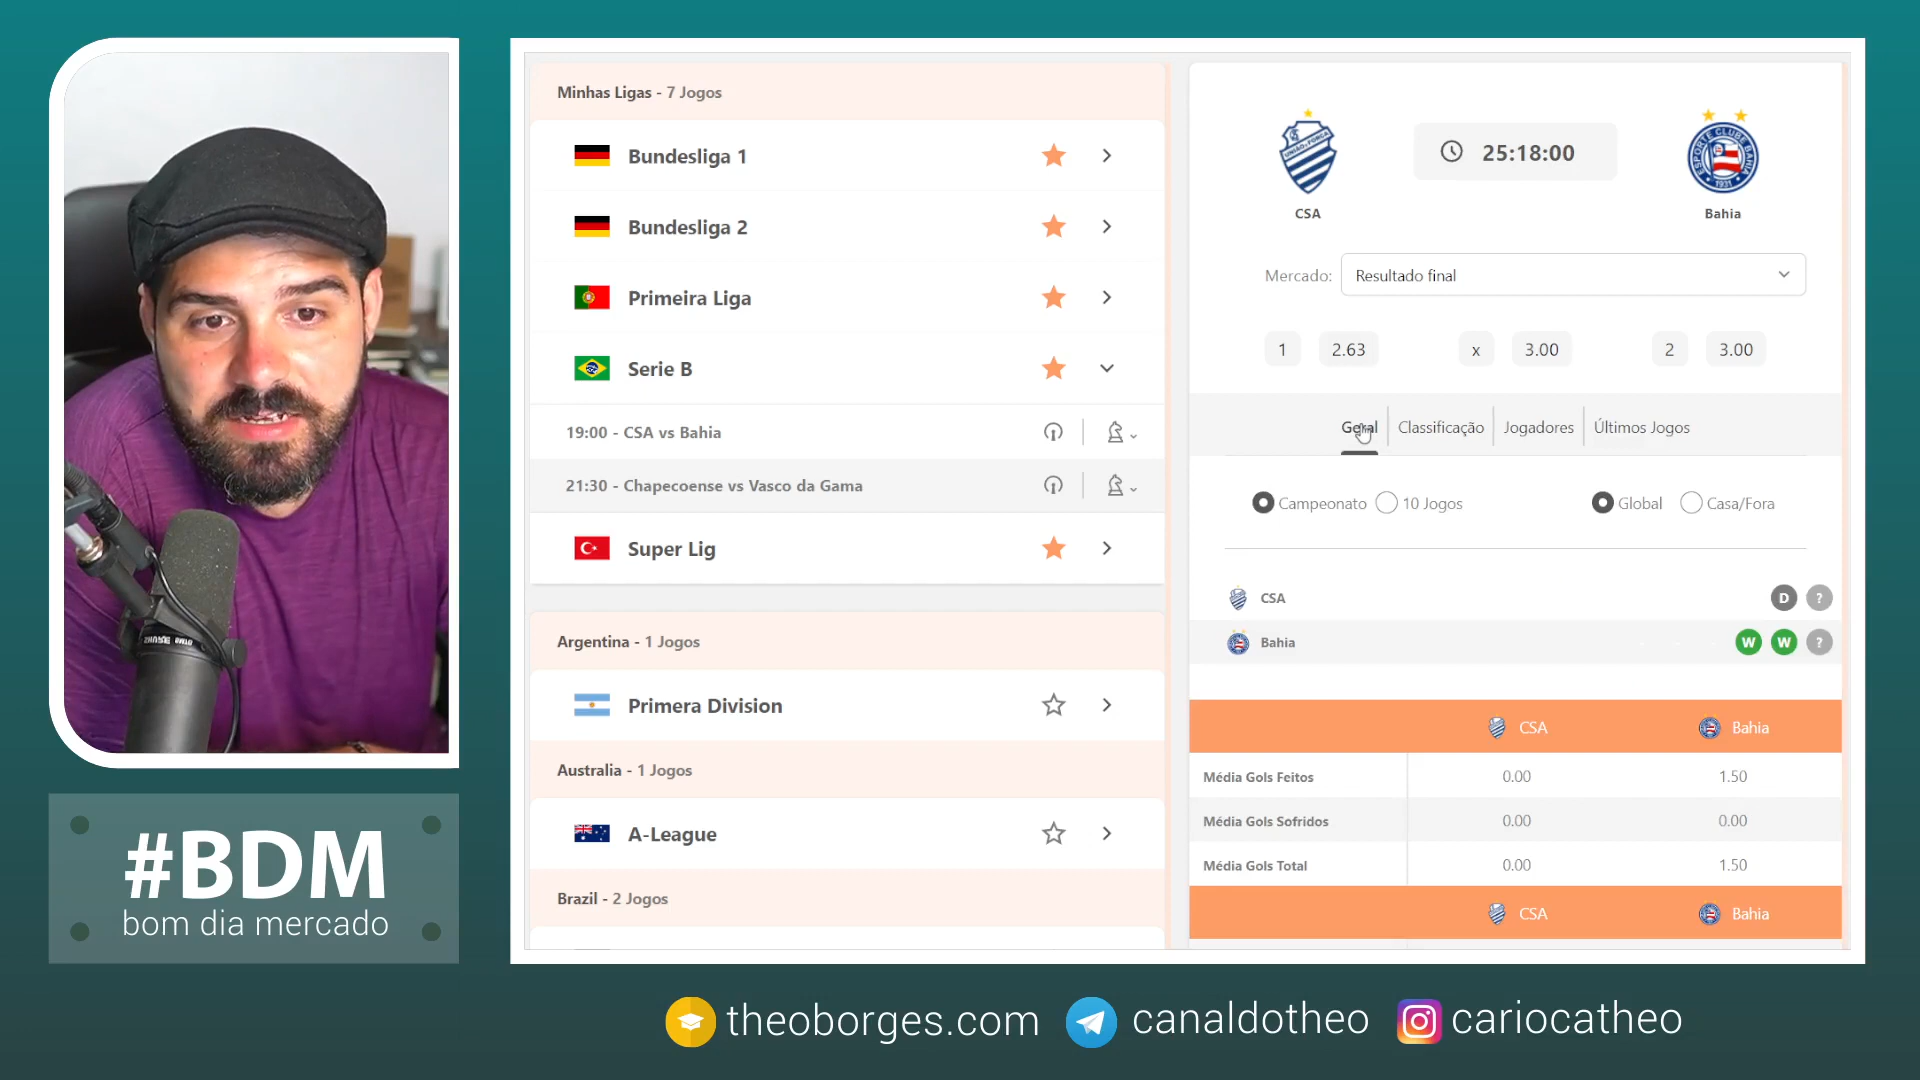 Minhas Ligas - 7 Jogos
Bundesliga 1
Bundesliga 2
Primeira Liga
Serie B
19:00 - CSA vs Bahia
21:30 - Chapecoense vs Vasco da Gama
Super Lig
Argentina - 1 Jogos
Primera Division
Australia - 1 Jogos
A-League
Brazil - 2 Jogos
25:18:00
CSA
Bahia
Mercado: Resultado final
1 2.63 x 3.00 2 3.00
Geral Classificação Jogadores Últimos Jogos
Campeonato 10 Jogos Global Casa/Fora
CSA D ?
Bahia W W ?
CSA Bahia
Média Gols Feitos 0.00 1.50
Média Gols Sofridos 0.00 0.00
Média Gols Total 0.00 1.50
CSA Bahia
#BDM
bom dia mercado
theoborges.com canaldotheo cariocatheo